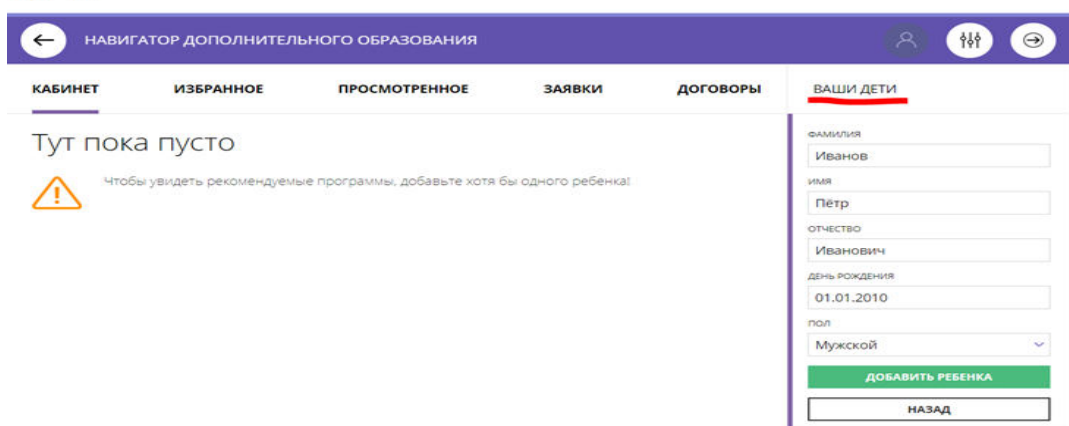 НАВИГАТОР ДОПОЛНИТЕЛЬНОГО ОБРАЗОВАНИЯ
КАБИНЕТ ИЗБРАННОЕ ПРОСМОТРЕННОЕ ЗАЯВКИ ДОГОВОРЫ ВАШИ ДЕТИ
Тут пока пусто
Чтобы увидеть рекомендуемые программы, добавьте хотя бы одного ребенка!
ФАМИЛИЯ
Иванов
ИМЯ
Пётр
ОТЧЕСТВО
Иванович
ДЕНЬ РОЖДЕНИЯ
01.01.2010
ПОЛ
Мужской
ДОБАВИТЬ РЕБЕНКА
НАЗАД